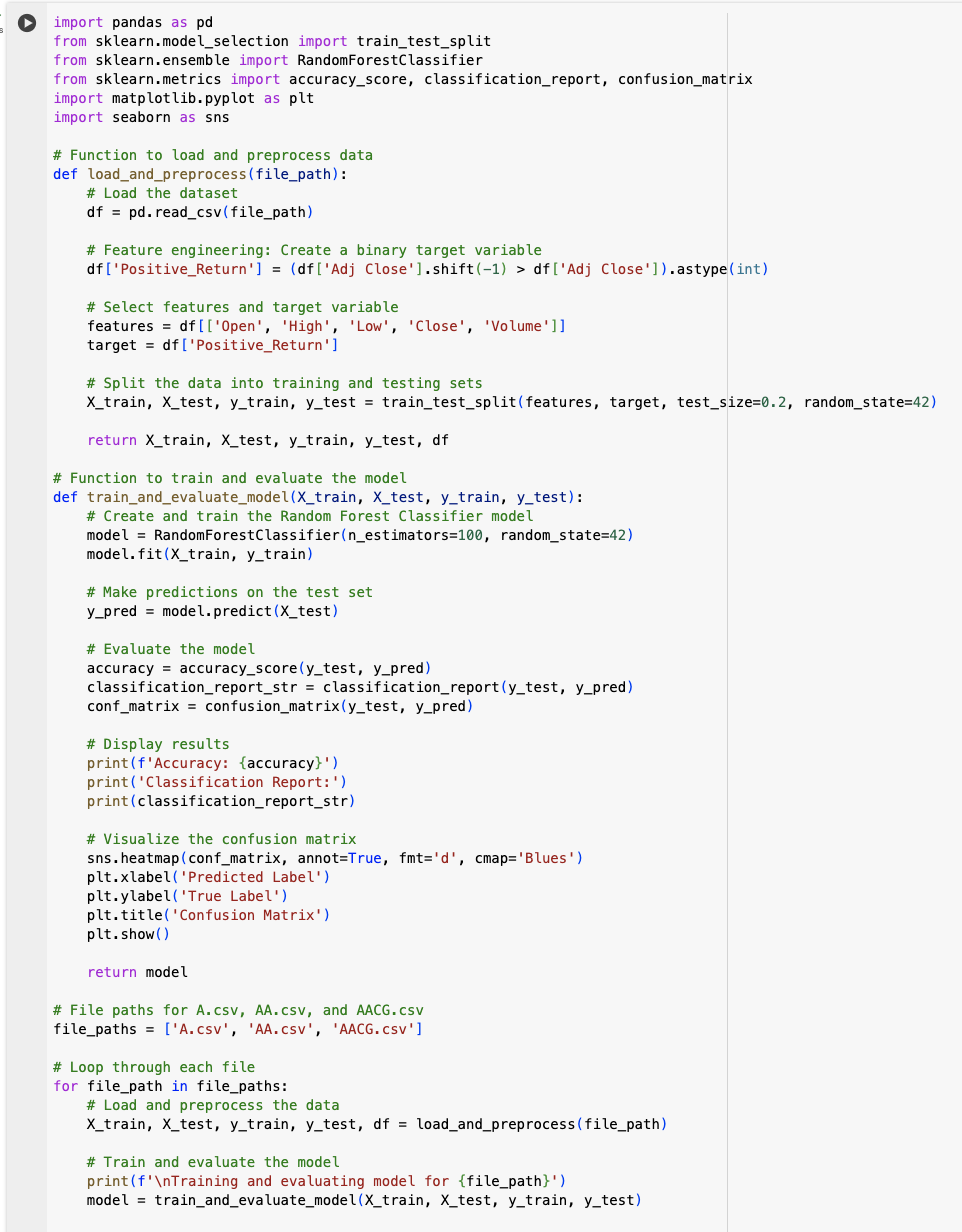 import pandas as pd
from sklearn.model_selection import train_test_split
from sklearn.ensemble import RandomForestClassifier
from sklearn.metrics import accuracy_score, classification_report, confusion_matrix
import matplotlib.pyplot as plt
import seaborn as sns

# Function to load and preprocess data
def load_and_preprocess(file_path):
    # Load the dataset
    df = pd.read_csv(file_path)

    # Feature engineering: Create a binary target variable
    df['Positive_Return'] = (df['Adj Close'].shift(-1) > df['Adj Close']).astype(int)

    # Select features and target variable
    features = df[['Open', 'High', 'Low', 'Close', 'Volume']]
    target = df['Positive_Return']

    # Split the data into training and testing sets
    X_train, X_test, y_train, y_test = train_test_split(features, target, test_size=0.2, random_state=42)

    return X_train, X_test, y_train, y_test, df

# Function to train and evaluate the model
def train_and_evaluate_model(X_train, X_test, y_train, y_test):
    # Create and train the Random Forest Classifier model
    model = RandomForestClassifier(n_estimators=100, random_state=42)
    model.fit(X_train, y_train)

    # Make predictions on the test set
    y_pred = model.predict(X_test)

    # Evaluate the model
    accuracy = accuracy_score(y_test, y_pred)
    classification_report_str = classification_report(y_test, y_pred)
    conf_matrix = confusion_matrix(y_test, y_pred)

    # Display results
    print(f'Accuracy: {accuracy}')
    print('Classification Report:')
    print(classification_report_str)

    # Visualize the confusion matrix
    sns.heatmap(conf_matrix, annot=True, fmt='d', cmap='Blues')
    plt.xlabel('Predicted Label')
    plt.ylabel('True Label')
    plt.title('Confusion Matrix')
    plt.show()

    return model

# File paths for A.csv, AA.csv, and AACG.csv
file_paths = ['A.csv', 'AA.csv', 'AACG.csv']

# Loop through each file
for file_path in file_paths:
    # Load and preprocess the data
    X_train, X_test, y_train, y_test, df = load_and_preprocess(file_path)

    # Train and evaluate the model
    print(f'\nTraining and evaluating model for {file_path}')
    model = train_and_evaluate_model(X_train, X_test, y_train, y_test)